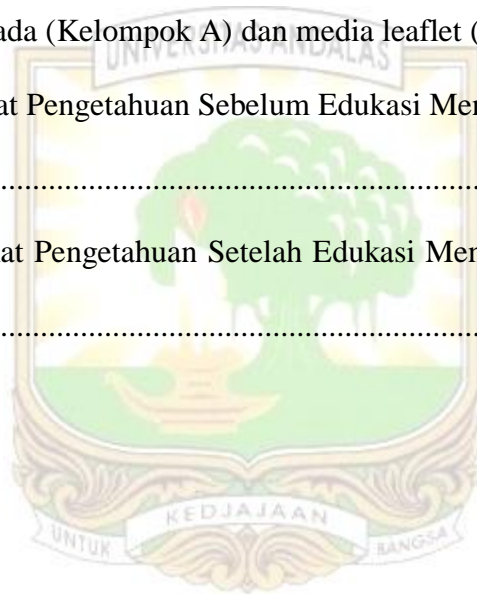 ada (Kelompok A) dan media leaflet (
UNIVERSITAS ANDALAS
at Pengetahuan Sebelum Edukasi Men
................................................................
at Pengetahuan Setelah Edukasi Men
................................................................
KEDJAJAAN
UNTUK BANGSA